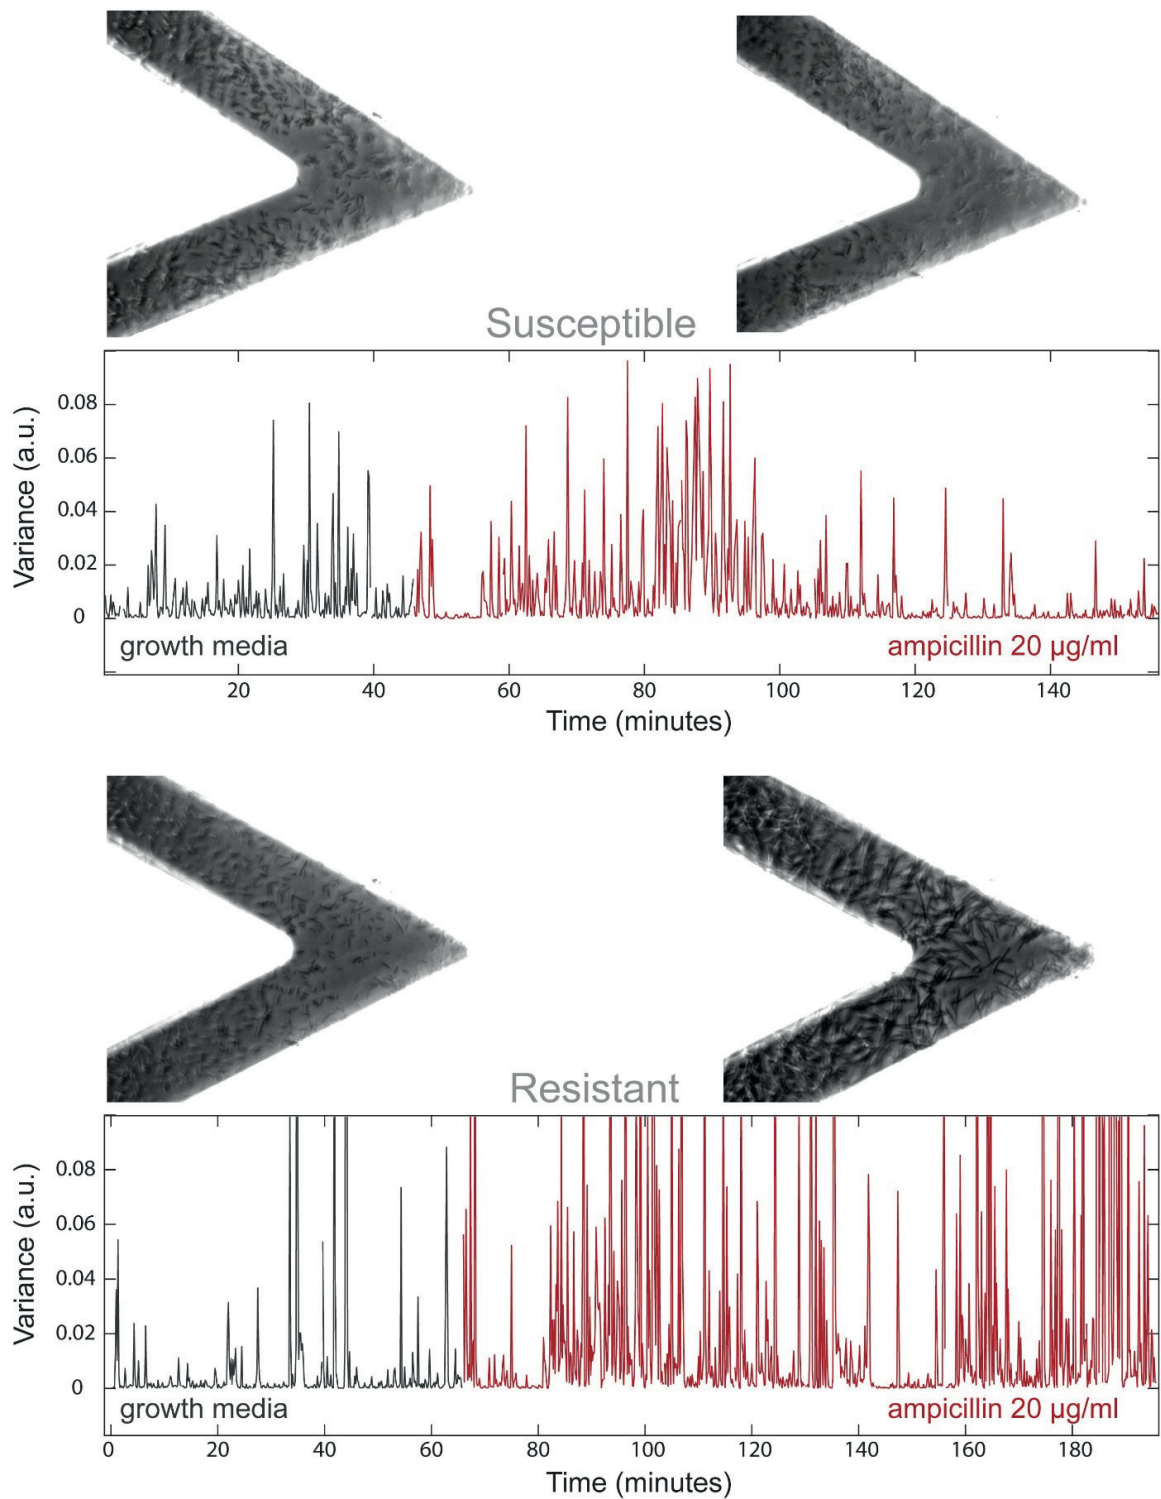 Susceptible
0.08
0.06
0.04
0.02
0
Variance (a.u.)
growth media
ampicillin 20 µg/ml
20 40 60 80 100 120 140
Time (minutes)
Resistant
0.08
0.06
0.04
0.02
0
Variance (a.u.)
growth media
ampicillin 20 µg/ml
0 20 40 60 80 100 120 140 160 180
Time (minutes)